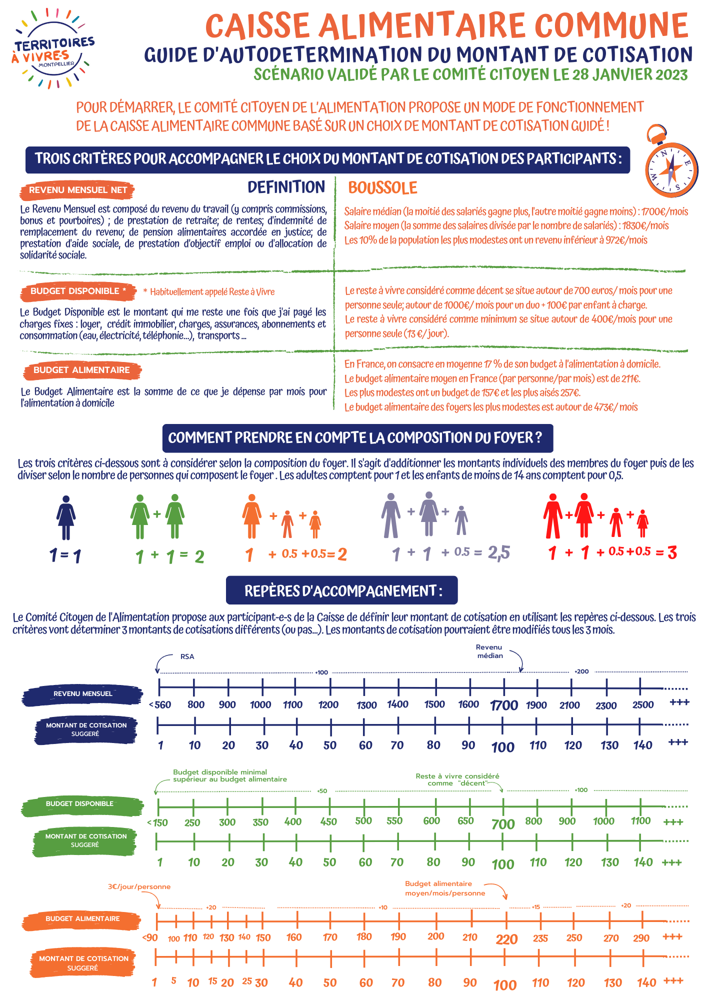 TERRITOIRES
À VIVRE·S
MONTPELLIER
CAISSE ALIMENTAIRE COMMUNE
GUIDE D'AUTODETERMINATION DU MONTANT DE COTISATION
SCÉNARIO VALIDÉ PAR LE COMITÉ CITOYEN LE 28 JANVIER 2023
POUR DÉMARRER, LE COMITÉ CITOYEN DE L'ALIMENTATION PROPOSE UN MODE DE FONCTIONNEMENT
DE LA CAISSE ALIMENTAIRE COMMUNE BASÉ SUR UN CHOIX DE MONTANT DE COTISATION GUIDÉ !
N
E
S
W
TROIS CRITÈRES POUR ACCOMPAGNER LE CHOIX DU MONTANT DE COTISATION DES PARTICIPANTS :
REVENU MENSUEL NET
DEFINITION
Le Revenu Mensuel est composé du revenu du travail (y compris commissions,
bonus et pourboires) ; de prestation de retraite; de rentes; d'indemnité de
remplacement du revenu; de pension alimentaires accordée en justice; de
prestation d'aide sociale, de prestation d'objectif emploi ou d'allocation de
solidarité sociale.
BOUSSOLE
Salaire médian (la moitié des salariés gagne plus, l'autre moitié gagne moins) : 1700€/mois
Salaire moyen (la somme des salaires divisée par le nombre de salariés) : 1830€/mois
Les 10% de la population les plus modestes ont un revenu inférieur à 972€/mois
BUDGET DISPONIBLE *
* Habituellement appelé Reste à Vivre
Le Budget Disponible est le montant qui me reste une fois que j'ai payé les
charges fixes : loyer, crédit immobilier, charges, assurances, abonnements et
consommation (eau, électricité, téléphonie...), transports ...
Le reste à vivre considéré comme décent se situe autour de 700 euros/ mois pour une
personne seule; autour de 1000€/ mois pour un duo + 100€ par enfant à charge.
Le reste à vivre considéré comme minimum se situe autour de 400€/mois pour une
personne seule (13 €/jour).
BUDGET ALIMENTAIRE
Le Budget Alimentaire est la somme de ce que je dépense par mois pour
l'alimentation à domicile
En France, on consacre en moyenne 17 % de son budget à l'alimentation à domicile.
Le budget alimentaire moyen en France (par personne/par mois) est de 211€.
Les plus modestes ont un budget de 157€ et les plus aisés 257€.
Le budget alimentaire des foyers les plus modestes est autour de 473€/ mois
COMMENT PRENDRE EN COMPTE LA COMPOSITION DU FOYER ?
Les trois critères ci-dessous sont à considérer selon la composition du foyer. Il s'agit d'additionner les montants individuels des membres du foyer puis de les
diviser selon le nombre de personnes qui composent le foyer . Les adultes comptent pour 1 et les enfants de moins de 14 ans comptent pour 0,5.
+ + + + + + + +
1 = 1
1 + 1 = 2
1 + 0.5 +0.5= 2
1 + 1 + 0.5 = 2,5
1 + 1 + 0.5 +0.5 = 3
REPÈRES D'ACCOMPAGNEMENT :
Le Comité Citoyen de l'Alimentation propose aux participant-e-s de la Caisse de définir leur montant de cotisation en utilisant les repères ci-dessous. Les trois
critères vont déterminer 3 montants de cotisations différents (ou pas...). Les montants de cotisation pourraient être modifiés tous les 3 mois.
RSA
Revenu
médian
+100 +200
REVENU MENSUEL
<560 800 900 1000 1100 1200 1300 1400 1500 1600 1700 1900 2100 2300 2500 +++
MONTANT DE COTISATION
SUGGERÉ
1 10 20 30 40 50 60 70 80 90 100 110 120 130 140 +++
Budget disponible minimal
supérieur au budget alimentaire
Reste à vivre considéré
comme "décent"
+50 +100
BUDGET DISPONIBLE
<150 250 300 350 400 450 500 550 600 650 700 800 900 1000 1100 +++
MONTANT DE COTISATION
SUGGERÉ
1 10 20 30 40 50 60 70 80 90 100 110 120 130 140 +++
3€/jour/personne
Budget alimentaire
moyen/mois/personne
+20 +10 +15 +20
BUDGET ALIMENTAIRE
<90 100 110 120 130 140 150 160 170 180 190 200 210 220 235 250 270 290 +++
MONTANT DE COTISATION
SUGGERÉ
1 5 10 15 20 25 30 40 50 60 70 80 90 100 110 120 130 140 +++